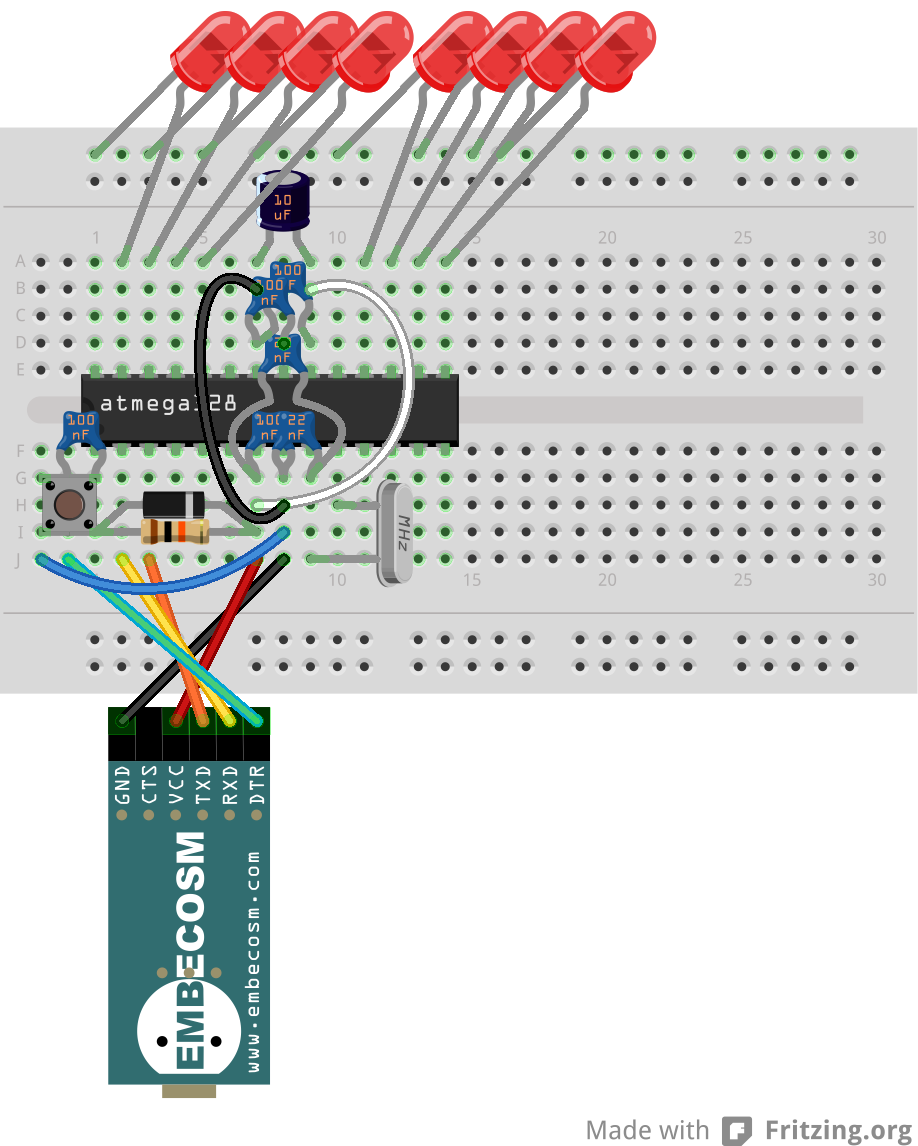 10
uF
1 5 10 15 20 25 30
A
B
C
D
E
100
100 F
nF
nF
atmega328
100
nF
100 22
nF nF
F
G
H
I
J
MHz
10 15 20 25 30
GND
CTS
VCC
TXD
RXD
DTR
EMBECOSM
www.embecosm.com
Made with Fritzing.org